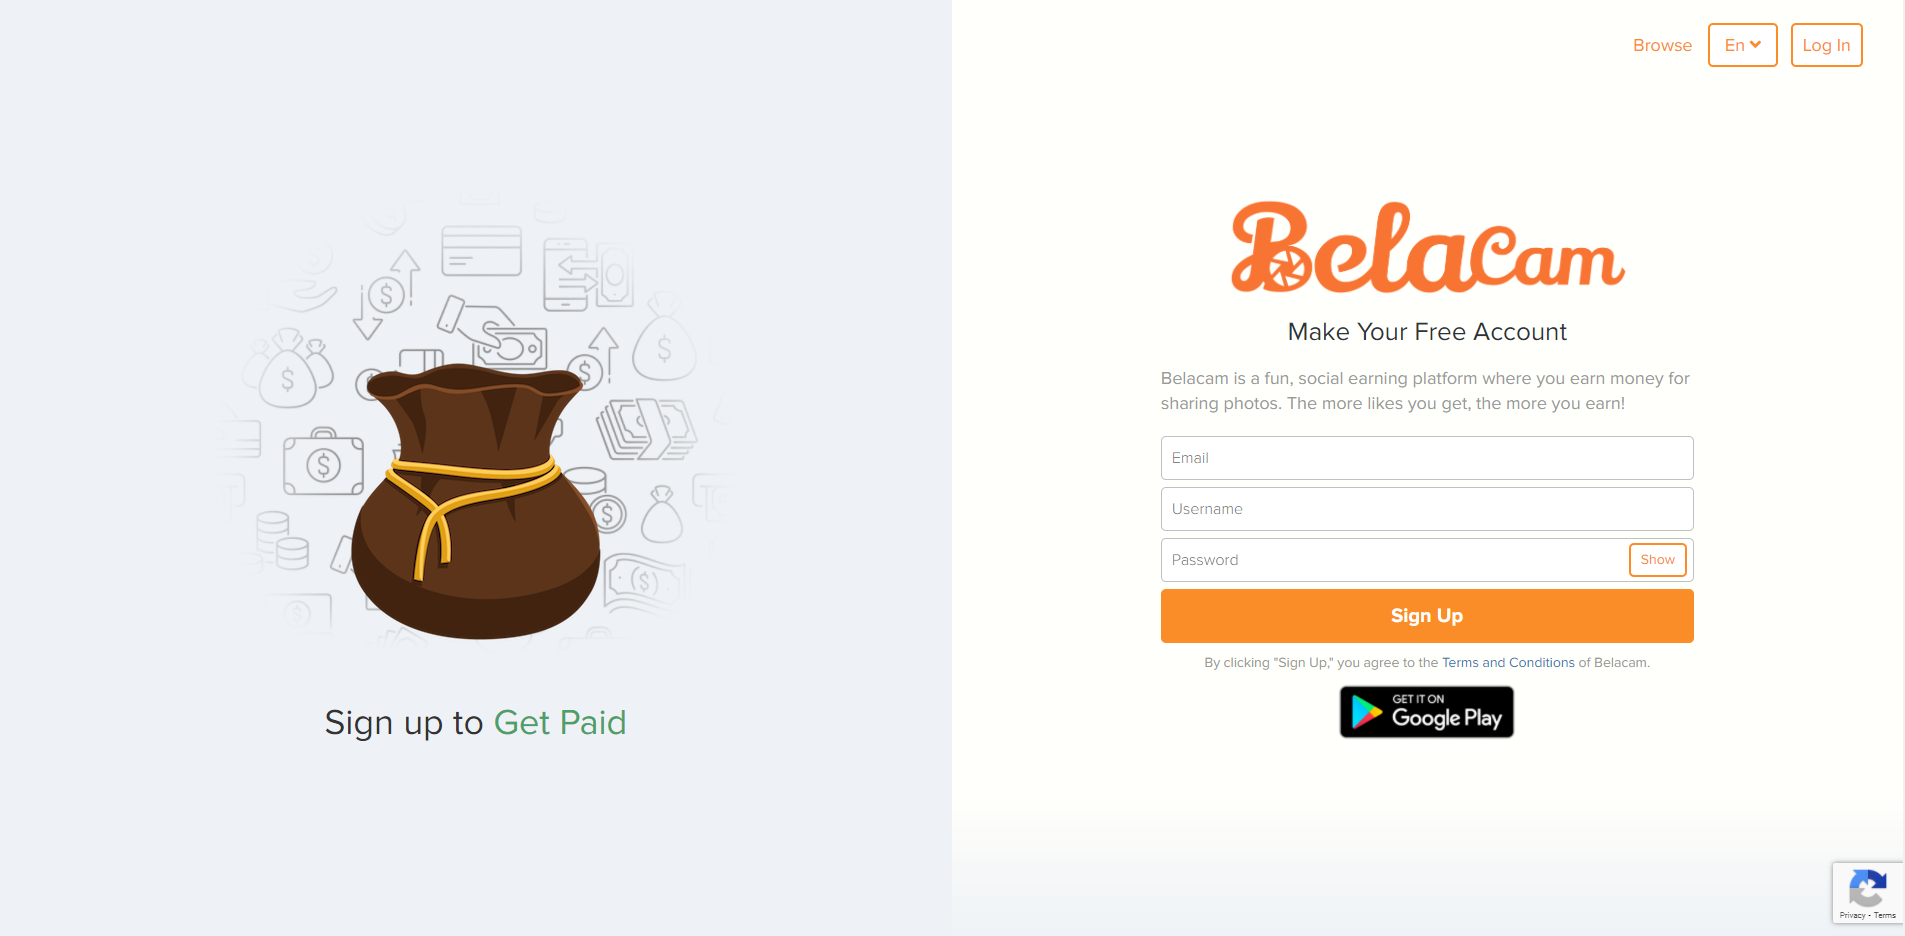 Browse
En
Log In
BelaCam
Make Your Free Account
Belacam is a fun, social earning platform where you earn money for
sharing photos. The more likes you get, the more you earn!
Email
Username
Password
Show
Sign Up
By clicking "Sign Up," you agree to the Terms and Conditions of Belacam.
GET IT ON
Google Play
Sign up to Get Paid
Privacy - Terms